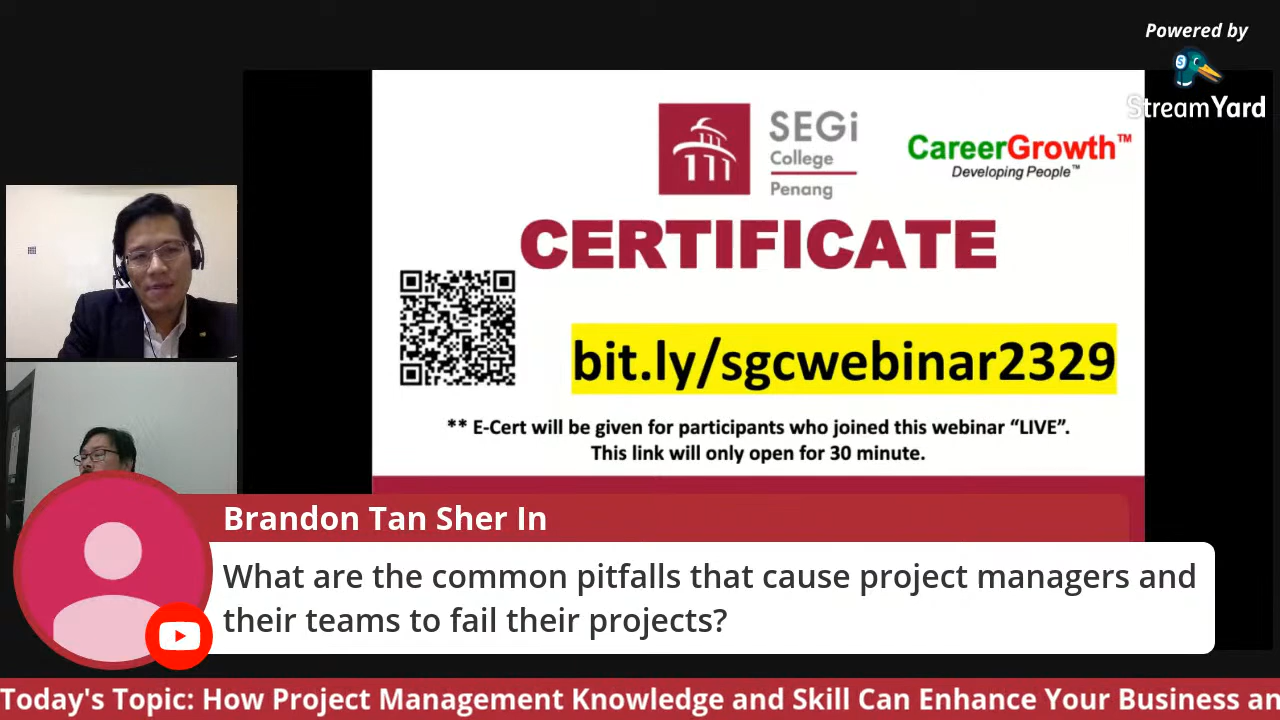 Powered by
StreamYard
SEGi
College
Penang
CareerGrowth™
Developing People™
CERTIFICATE
bit.ly/sgcwebinar2329
** E-Cert will be given for participants who joined this webinar “LIVE”.
This link will only open for 30 minute.
Brandon Tan Sher In
What are the common pitfalls that cause project managers and
their teams to fail their projects?
Today's Topic: How Project Management Knowledge and Skill Can Enhance Your Business an